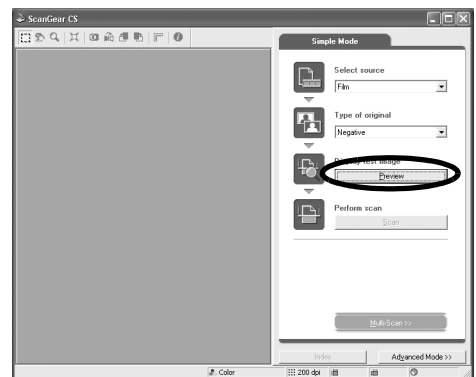 ScanGear CS
Simple Mode
Select source
Film
Type of original
Negative
Display test image
Preview
Perform scan
Scan
Multi-Scan >>
Index
Advanced Mode >>
Color
200 dpi